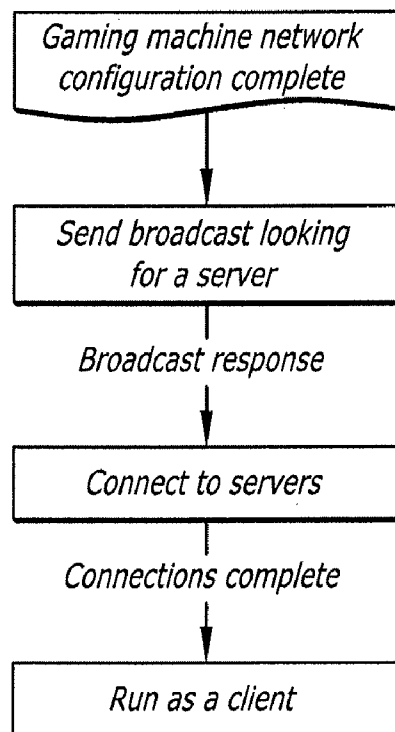 Gaming machine network
configuration complete
Send broadcast looking
for a server
Broadcast response
Connect to servers
Connections complete
Run as a client